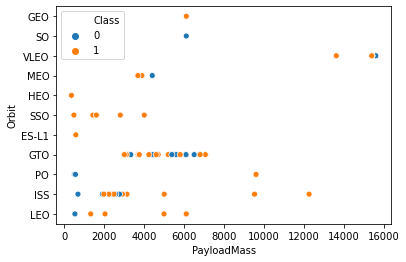 GEO
SO
VLEO
MEO
HEO
SSO
ES-L1
GTO
PO
ISS
LEO
Orbit
Class
0
1
0 2000 4000 6000 8000 10000 12000 14000 16000
PayloadMass